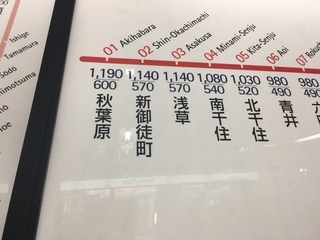 Ishige
Tamamura
Sodō
01 Akihabara
02 Shin-Okachimachi
03 Asakusa
04 Minami-Senju
05 Kita-Senju
06 Aoi
1,190 1,140 1,140 1,080 1,030 980 980
600 570 570 540 520 490 490
秋葉原
新御徒町
浅草
南千住
北千住
青井